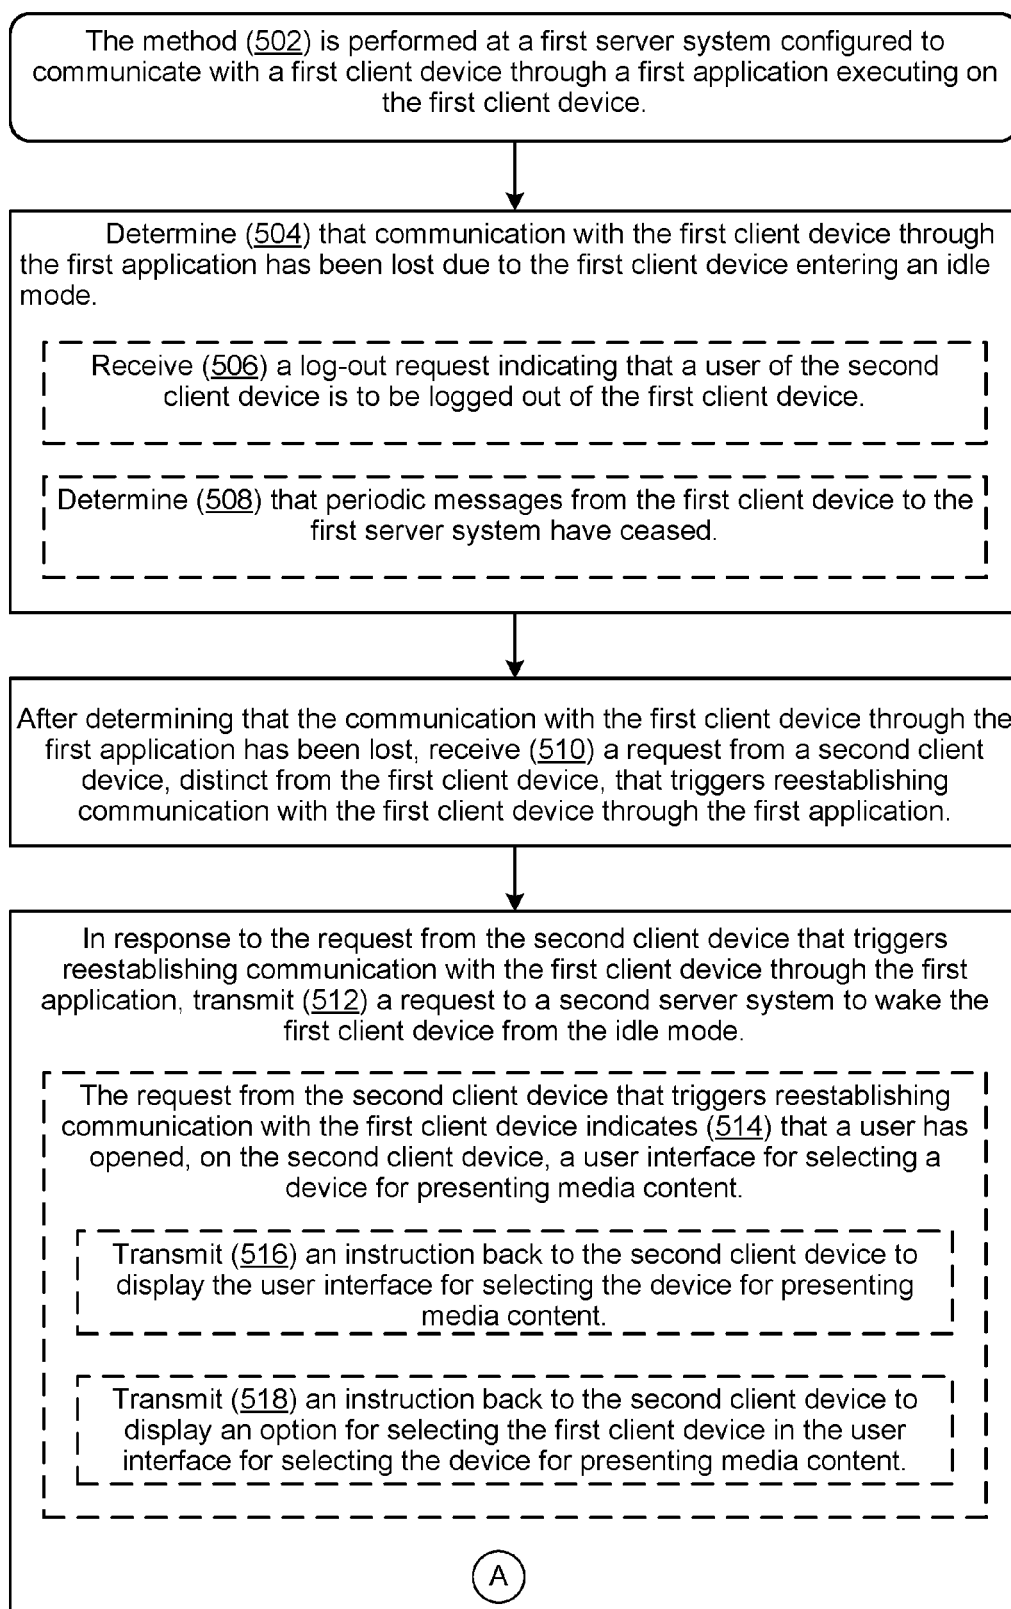 The method (502) is performed at a first server system configured to
communicate with a first client device through a first application executing on
the first client device.
Determine (504) that communication with the first client device through
the first application has been lost due to the first client device entering an idle
mode.
Receive (506) a log-out request indicating that a user of the second
client device is to be logged out of the first client device.
Determine (508) that periodic messages from the first client device to the
first server system have ceased.
After determining that the communication with the first client device through the
first application has been lost, receive (510) a request from a second client
device, distinct from the first client device, that triggers reestablishing
communication with the first client device through the first application.
In response to the request from the second client device that triggers
reestablishing communication with the first client device through the first
application, transmit (512) a request to a second server system to wake the
first client device from the idle mode.
The request from the second client device that triggers reestablishing
communication with the first client device indicates (514) that a user has
opened, on the second client device, a user interface for selecting a
device for presenting media content.
Transmit (516) an instruction back to the second client device to
display the user interface for selecting the device for presenting
media content.
Transmit (518) an instruction back to the second client device to
display an option for selecting the first client device in the user
interface for selecting the device for presenting media content.
A